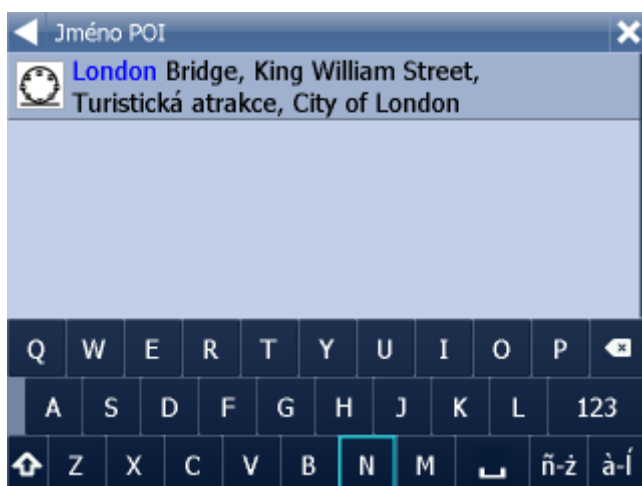 Jméno POI
London Bridge, King William Street,
Turistická atrakce, City of London
Q W E R T Y U I O P
A S D F G H J K L 123
Z X C V B N M ñ-ż à-Í